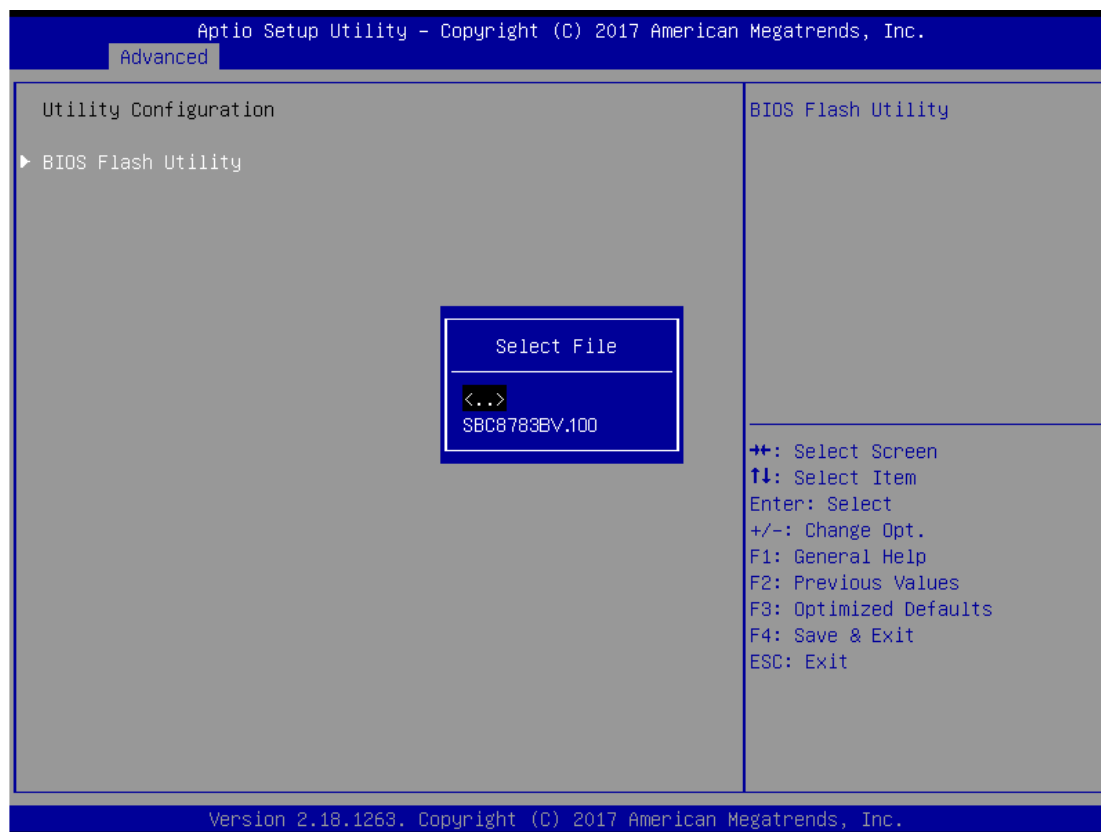 Aptio Setup Utility – Copyright (C) 2017 American Megatrends, Inc.
Advanced
Utility Configuration
BIOS Flash Utility
Select File
<..>
SBC8783BV.100
BIOS Flash Utility
→←: Select Screen
↑↓: Select Item
Enter: Select
+/-: Change Opt.
F1: General Help
F2: Previous Values
F3: Optimized Defaults
F4: Save & Exit
ESC: Exit
Version 2.18.1263. Copyright (C) 2017 American Megatrends, Inc.